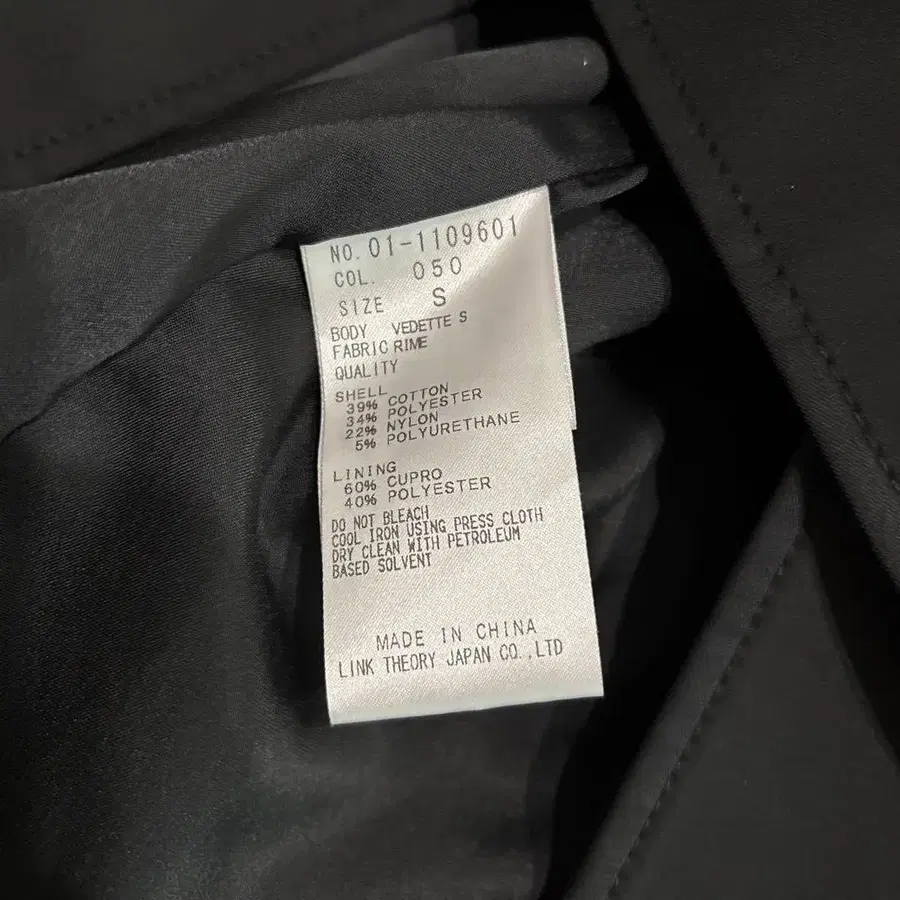 NO. 01-1109601
COL. 050
SIZE S
BODY VEDETTE S
FABRIC RIME
QUALITY
SHELL
39% COTTON
34% POLYESTER
22% NYLON
5% POLYURETHANE
LINING
60% CUPRO
40% POLYESTER
DO NOT BLEACH
COOL IRON USING PRESS CLOTH
DRY CLEAN WITH PETROLEUM
BASED SOLVENT
MADE IN CHINA
LINK THEORY JAPAN CO.,LTD